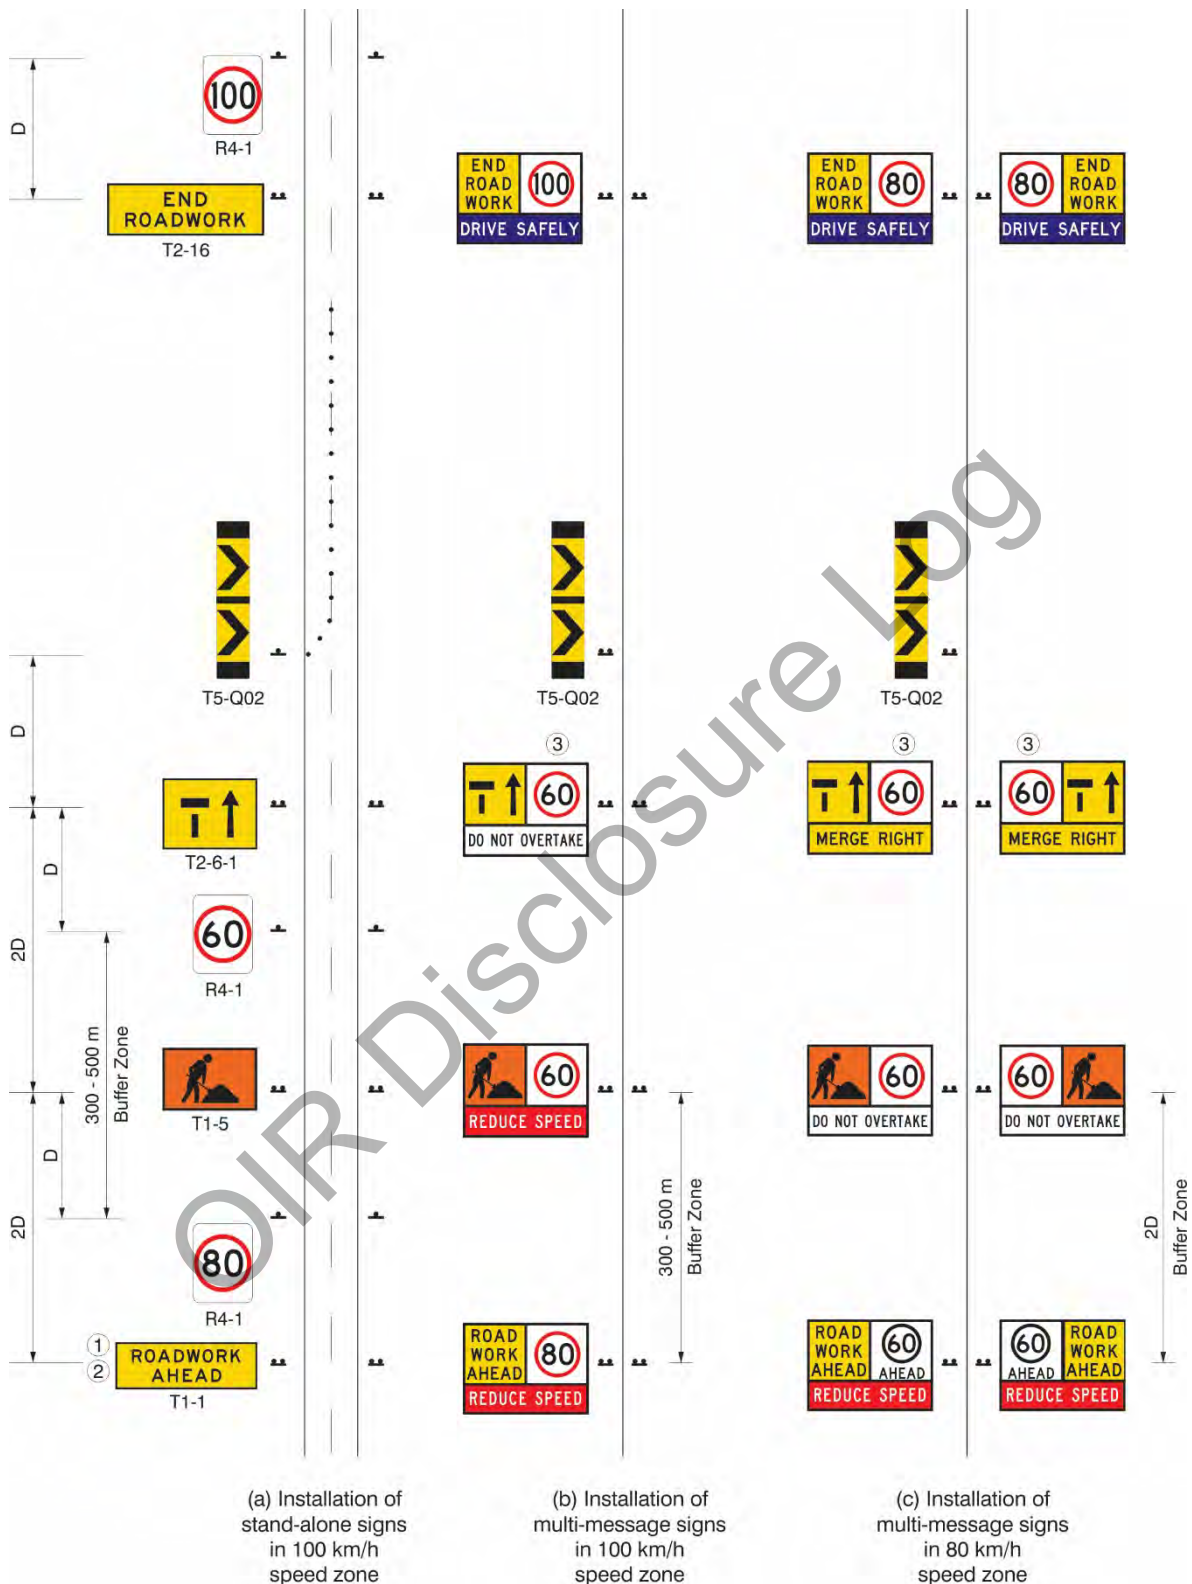 D
100
R4-1
END
ROADWORK
T2-16
END
ROAD
WORK
100
DRIVE SAFELY
END
ROAD
WORK
80
DRIVE SAFELY
80
END
ROAD
WORK
DRIVE SAFELY
T5-Q02
T5-Q02
T5-Q02
D
T2-6-1
3
60
DO NOT OVERTAKE
3
60
MERGE RIGHT
3
60
MERGE RIGHT
D
60
R4-1
2D
300 - 500 m
Buffer Zone
T1-5
60
REDUCE SPEED
60
DO NOT OVERTAKE
60
DO NOT OVERTAKE
D
2D
80
R4-1
300 - 500 m
Buffer Zone
2D
Buffer Zone
1
2
ROADWORK
AHEAD
T1-1
ROAD
WORK
AHEAD
80
REDUCE SPEED
ROAD
WORK
AHEAD
60
AHEAD
REDUCE SPEED
60
AHEAD
ROAD
WORK
AHEAD
REDUCE SPEED
(a) Installation of
stand-alone signs
in 100 km/h
speed zone
(b) Installation of
multi-message signs
in 100 km/h
speed zone
(c) Installation of
multi-message signs
in 80 km/h
speed zone
OIR Disclosure Log